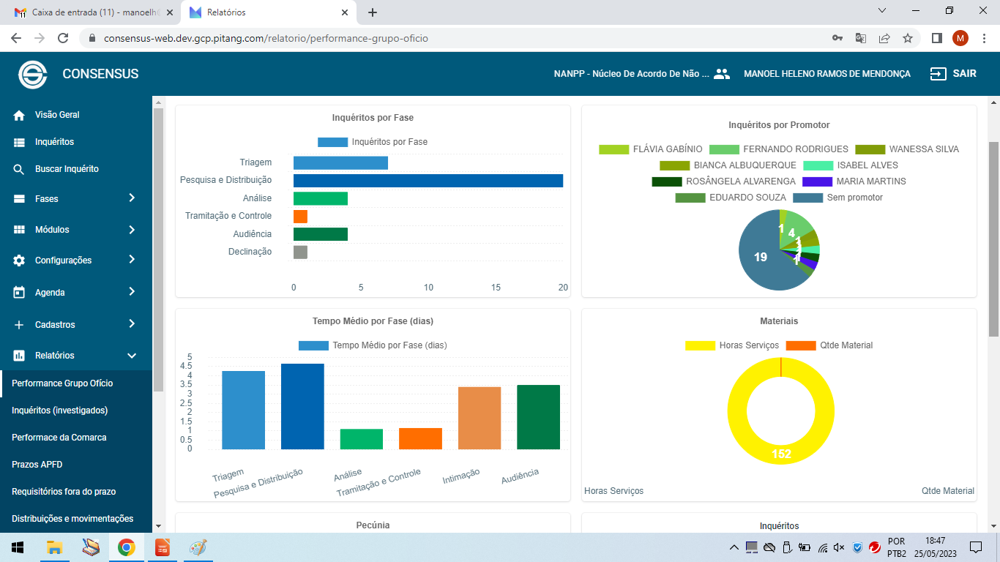 Caixa de entrada (11) - manoelh
Relatórios
consensus-web.dev.gcp.pitang.com/relatorio/performance-grupo-oficio
M
CONSENSUS
NANPP - Núcleo De Acordo De Não ...
MANOEL HELENO RAMOS DE MENDONÇA
SAIR
Visão Geral
Inquéritos
Buscar Inquérito
Fases
Módulos
Configurações
Agenda
Cadastros
Relatórios
Performance Grupo Ofício
Inquéritos (investigados)
Performace da Comarca
Prazos APFD
Requisitórios fora do prazo
Distribuições e movimentações
Inquéritos por Fase
Inquéritos por Fase
Triagem
Pesquisa e Distribuição
Análise
Tramitação e Controle
Audiência
Declinação
0 5 10 15 20
Inquéritos por Promotor
FLÁVIA GABÍNIO FERNANDO RODRIGUES WANESSA SILVA
BIANCA ALBUQUERQUE ISABEL ALVES
ROSÂNGELA ALVARENGA MARIA MARTINS
EDUARDO SOUZA Sem promotor
1
4
1
1
1
19
Tempo Médio por Fase (dias)
Tempo Médio por Fase (dias)
5
4.5
4
3.5
3
2.5
2
1.5
1
0.5
0
Triagem
Pesquisa e Distribuição
Análise
Tramitação e Controle
Intimação
Audiência
Materiais
Horas Serviços Qtde Material
152
Horas Serviços Qtde Material
Pecúnia
Inquéritos
POR
PTB2
18:47
25/05/2023